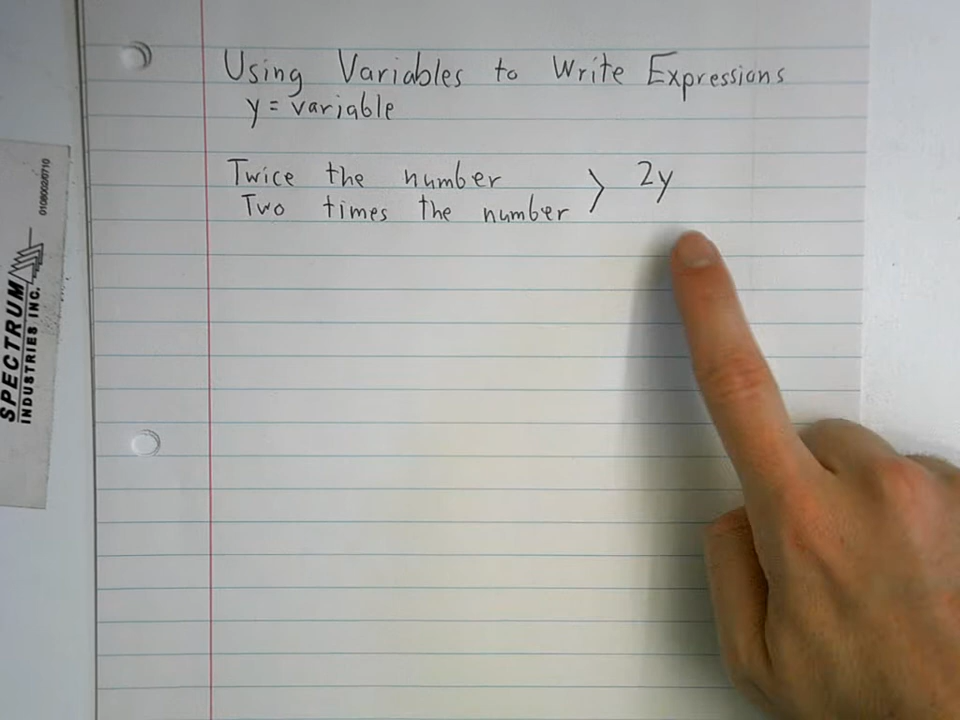 Using Variables to Write Expressions
y = variable
Twice the number
Two times the number > 2y
SPECTRUM
INDUSTRIES INC.